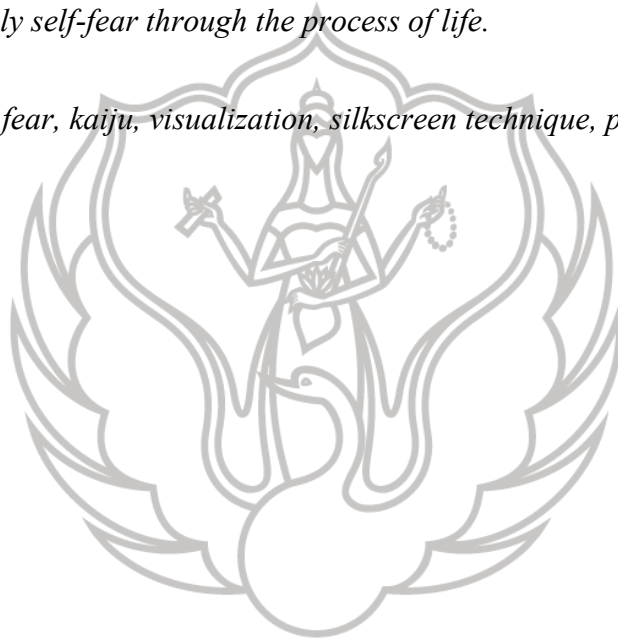 ly self-fear through the process of life.
fear, kaiju, visualization, silkscreen technique, p